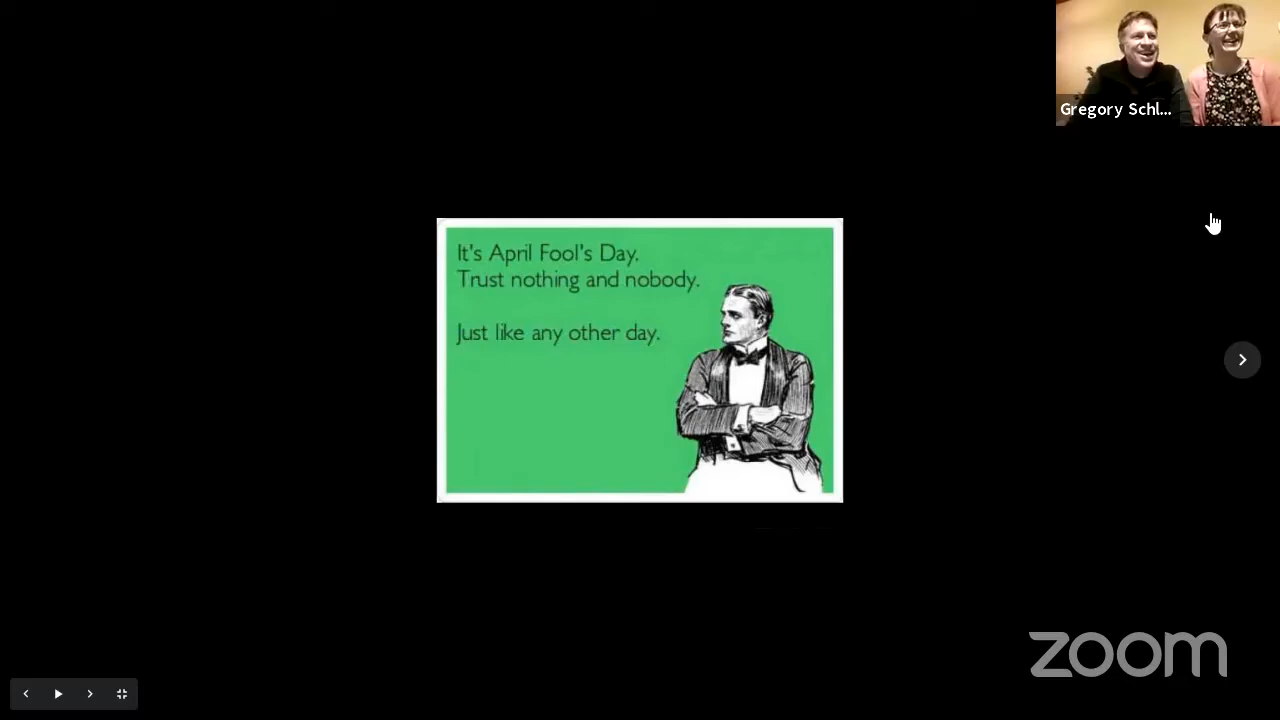 Gregory Schl...
It's April Fool's Day.
Trust nothing and nobody.
Just like any other day.
zoom